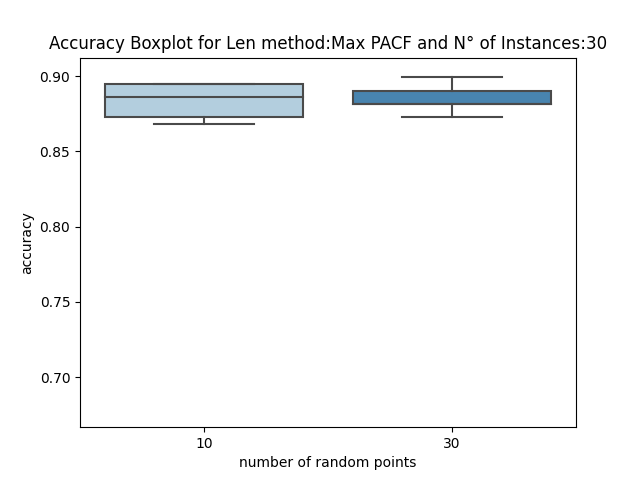 Accuracy Boxplot for Len method:Max PACF and N° of Instances:30
0.90
0.85
0.80
0.75
0.70
accuracy
10
30
number of random points